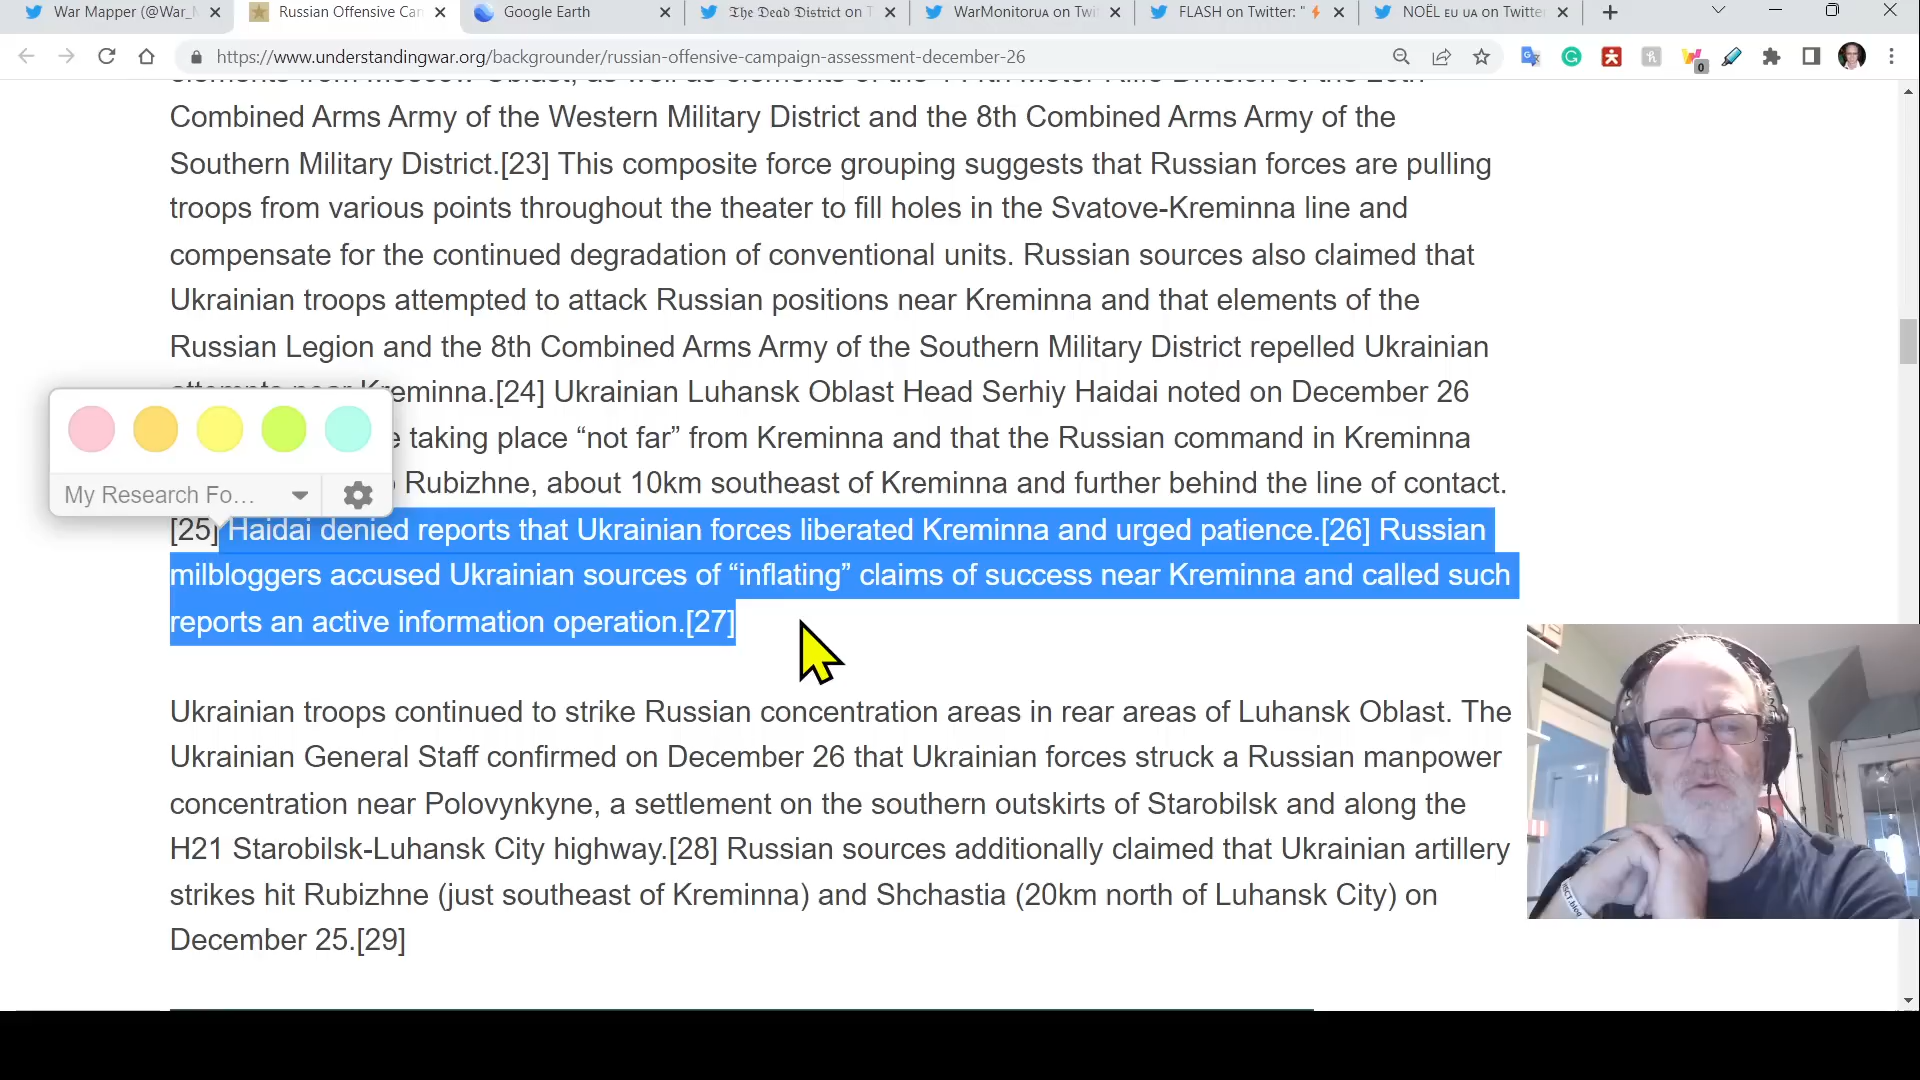 War Mapper (@War_M
Russian Offensive Can
Google Earth
The Dead District on T
WarMonitorUA on Twi
FLASH on Twitter: "⚡
NOËL EU UA on Twitter
https://www.understandingwar.org/backgrounder/russian-offensive-campaign-assessment-december-26
0
Combined Arms Army of the Western Military District and the 8th Combined Arms Army of the
Southern Military District.[23] This composite force grouping suggests that Russian forces are pulling
troops from various points throughout the theater to fill holes in the Svatove-Kreminna line and
compensate for the continued degradation of conventional units. Russian sources also claimed that
Ukrainian troops attempted to attack Russian positions near Kreminna and that elements of the
Russian Legion and the 8th Combined Arms Army of the Southern Military District repelled Ukrainian
attempts near Kreminna.[24] Ukrainian Luhansk Oblast Head Serhiy Haidai noted on December 26
taking place “not far” from Kreminna and that the Russian command in Kreminna
Rubizhne, about 10km southeast of Kreminna and further behind the line of contact.
My Research Fo...
[25] Haidai denied reports that Ukrainian forces liberated Kreminna and urged patience.[26] Russian
milbloggers accused Ukrainian sources of “inflating” claims of success near Kreminna and called such
reports an active information operation.[27]
Ukrainian troops continued to strike Russian concentration areas in rear areas of Luhansk Oblast. The
Ukrainian General Staff confirmed on December 26 that Ukrainian forces struck a Russian manpower
concentration near Polovynkyne, a settlement on the southern outskirts of Starobilsk and along the
H21 Starobilsk-Luhansk City highway.[28] Russian sources additionally claimed that Ukrainian artillery
strikes hit Rubizhne (just southeast of Kreminna) and Shchastia (20km north of Luhansk City) on
December 25.[29]